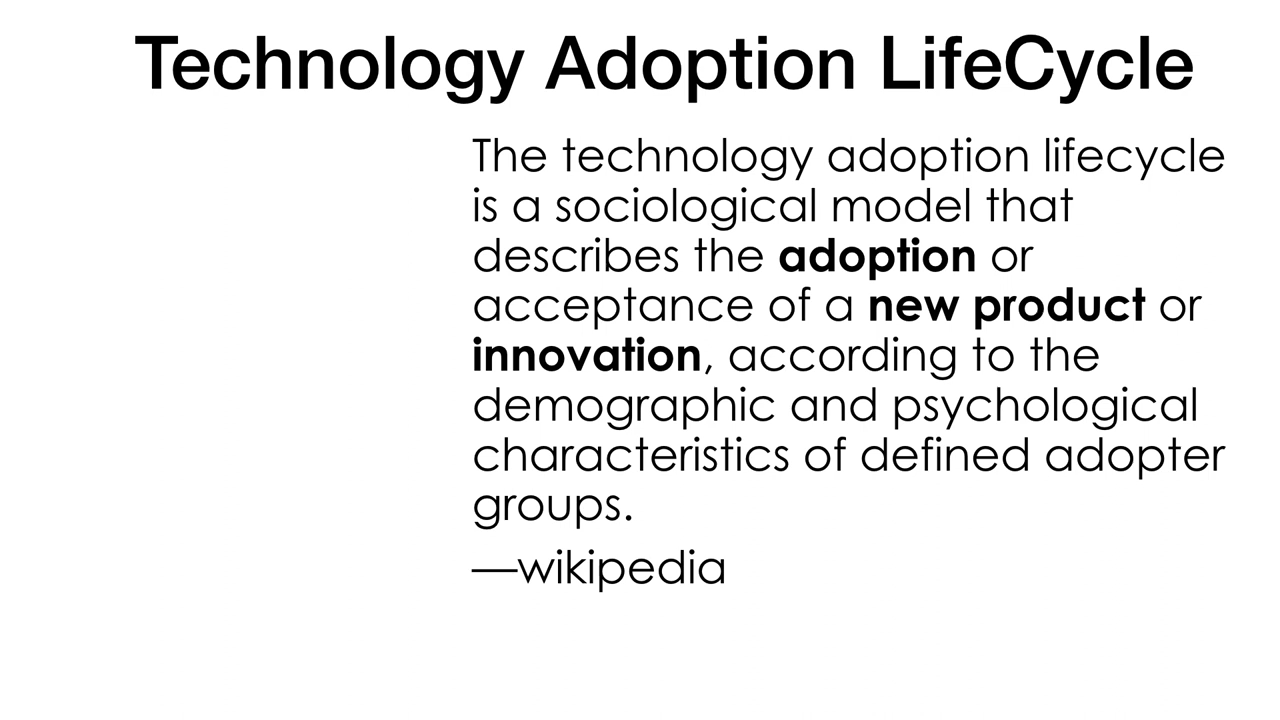 Technology Adoption LifeCycle
The technology adoption lifecycle
is a sociological model that
describes the adoption or
acceptance of a new product or
innovation, according to the
demographic and psychological
characteristics of defined adopter
groups.
—wikipedia